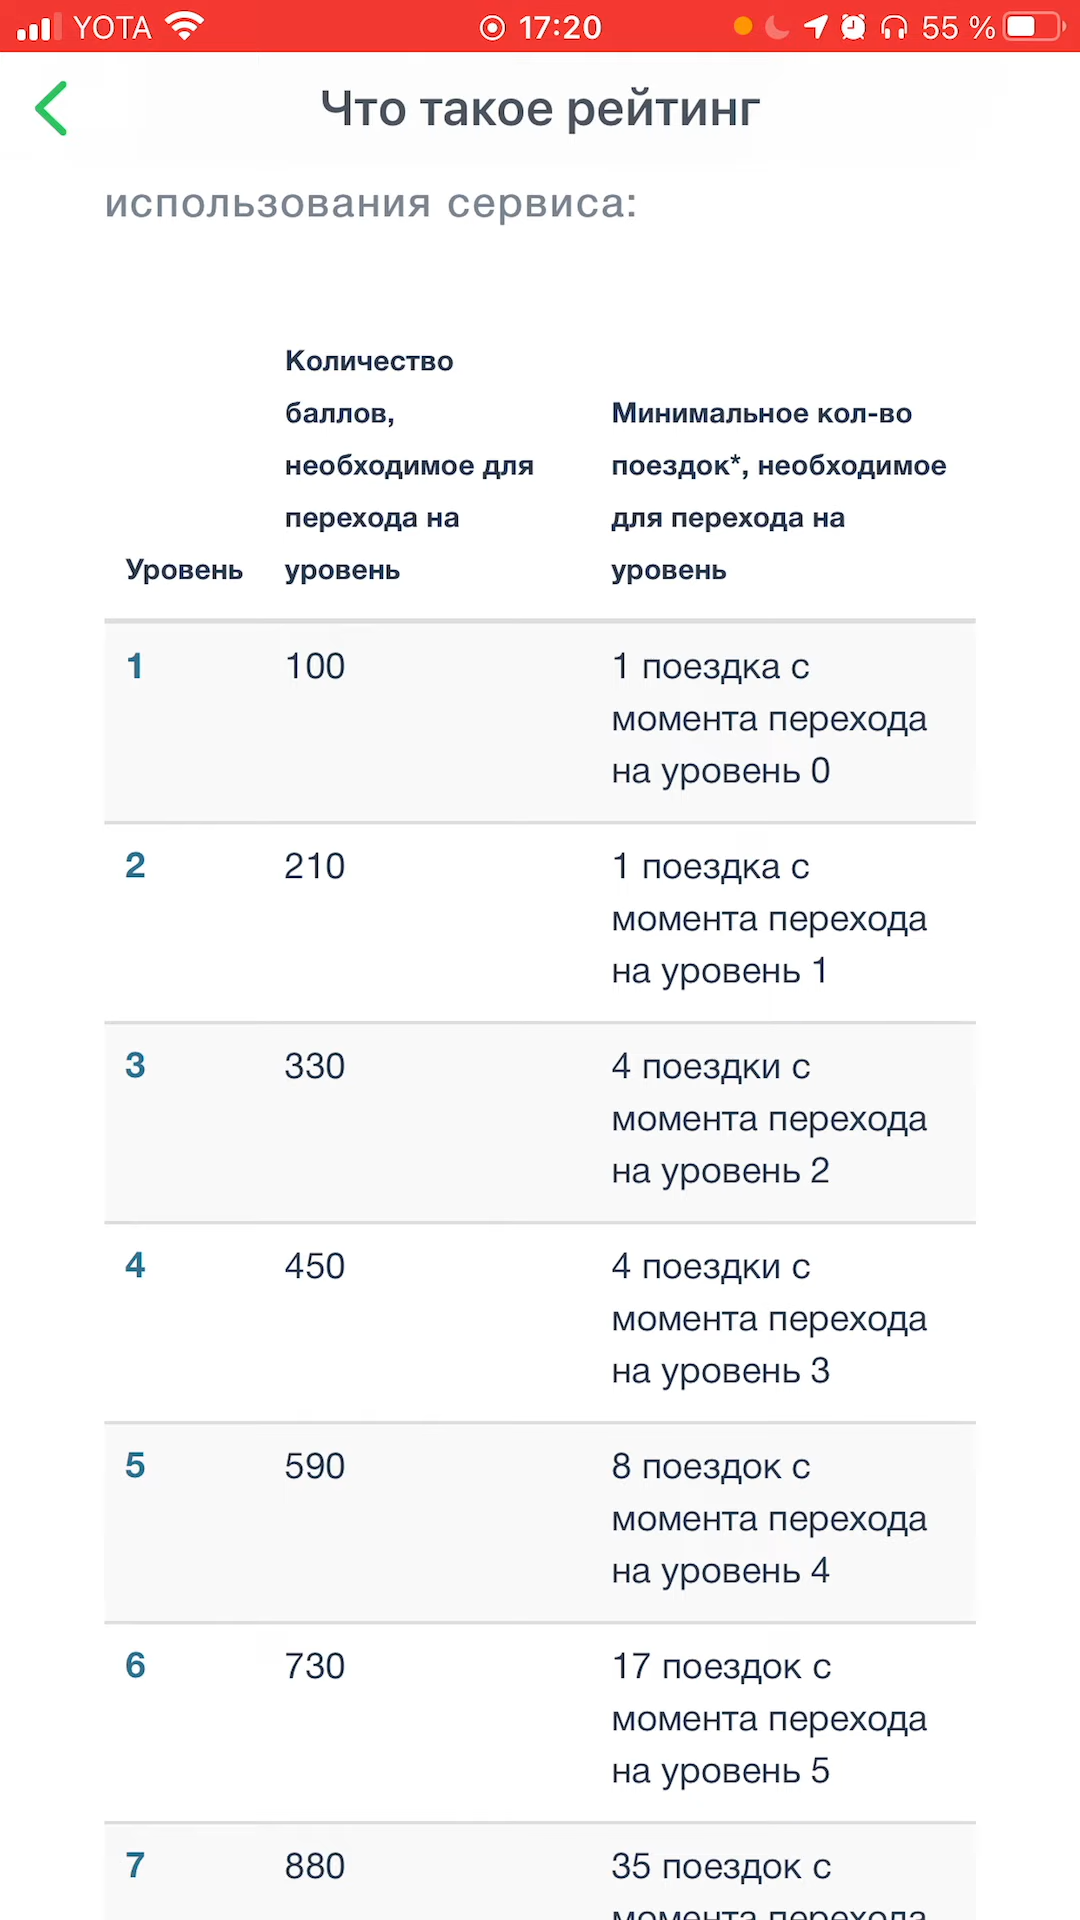 YOTA 17:20 55 %
Что такое рейтинг
использования сервиса:
Количество
баллов,
необходимое для
перехода на
уровень
Минимальное кол-во
поездок*, необходимое
для перехода на
уровень
Уровень
1 100 1 поездка с
момента перехода
на уровень 0
2 210 1 поездка с
момента перехода
на уровень 1
3 330 4 поездки с
момента перехода
на уровень 2
4 450 4 поездки с
момента перехода
на уровень 3
5 590 8 поездок с
момента перехода
на уровень 4
6 730 17 поездок с
момента перехода
на уровень 5
7 880 35 поездок с
момента перехода